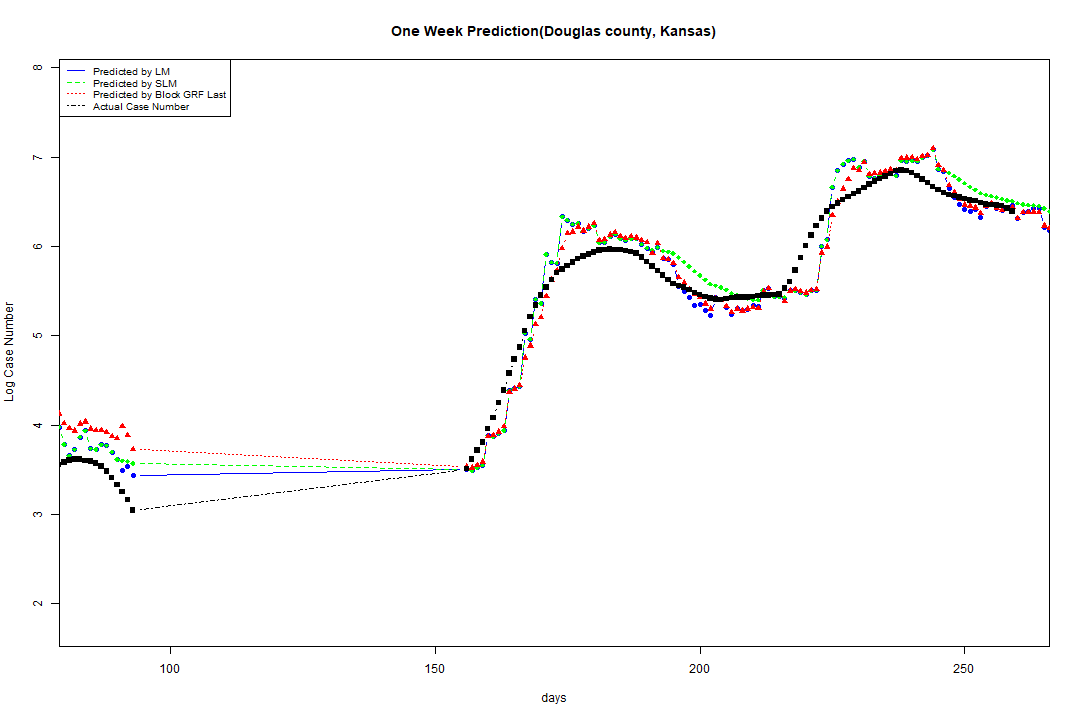 One Week Prediction(Douglas county, Kansas)
Predicted by LM
Predicted by SLM
Predicted by Block GRF Last
Actual Case Number
Log Case Number
8
7
6
5
4
3
2
100 150 200 250
days